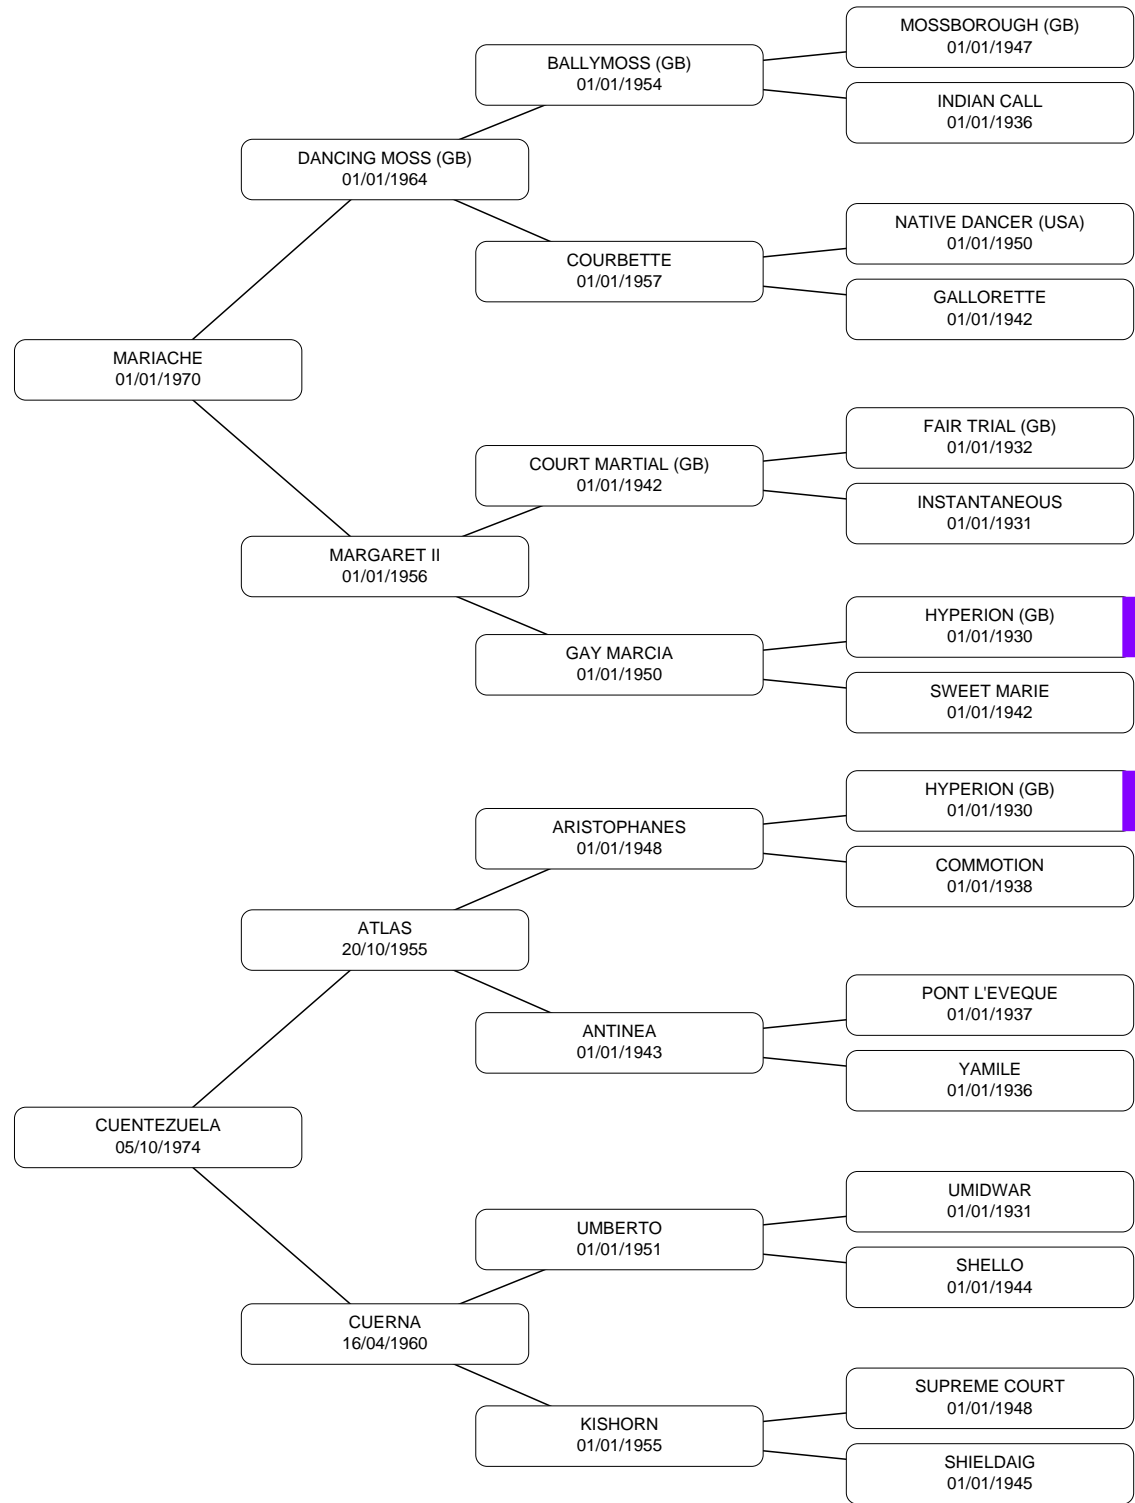 MOSSBOROUGH (GB)
01/01/1947
BALLYMOSS (GB)
01/01/1954
INDIAN CALL
01/01/1936
DANCING MOSS (GB)
01/01/1964
NATIVE DANCER (USA)
01/01/1950
COURBETTE
01/01/1957
GALLORETTE
01/01/1942
MARIACHE
01/01/1970
FAIR TRIAL (GB)
01/01/1932
COURT MARTIAL (GB)
01/01/1942
INSTANTANEOUS
01/01/1931
MARGARET II
01/01/1956
HYPERION (GB)
01/01/1930
GAY MARCIA
01/01/1950
SWEET MARIE
01/01/1942
HYPERION (GB)
01/01/1930
ARISTOPHANES
01/01/1948
COMMOTION
01/01/1938
ATLAS
20/10/1955
PONT L'EVEQUE
01/01/1937
ANTINEA
01/01/1943
YAMILE
01/01/1936
CUENTEZUELA
05/10/1974
UMIDWAR
01/01/1931
UMBERTO
01/01/1951
SHELLO
01/01/1944
CUERNA
16/04/1960
SUPREME COURT
01/01/1948
KISHORN
01/01/1955
SHIELDAIG
01/01/1945